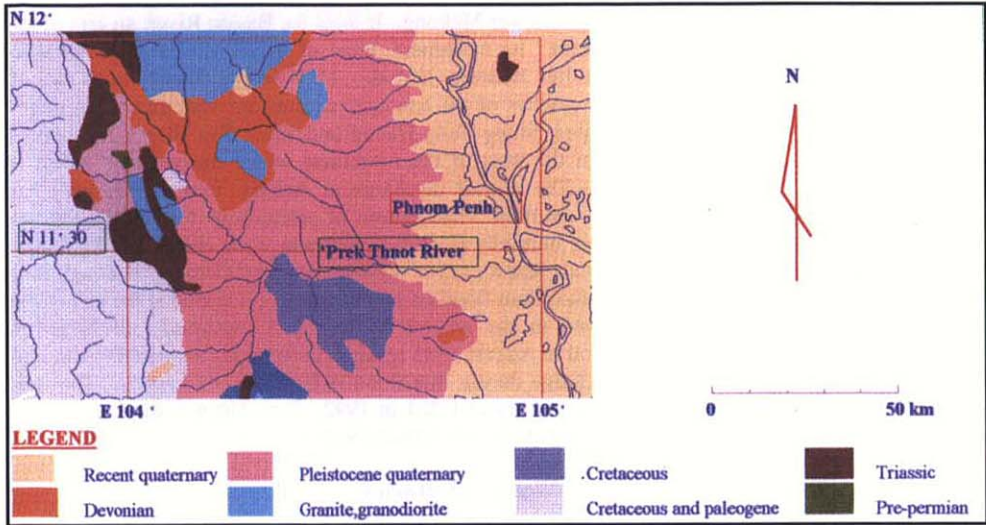 N 12·
N
Phnom Penh
N 11· 30
'Prek Thnot River
E 104 ·
E 105·
0
50 km
LEGEND
Recent quaternary
Pleistocene quaternary
.Cretaceous
Triassic
Devonian
Granite,granodiorite
Cretaceous and paleogene
Pre-permian